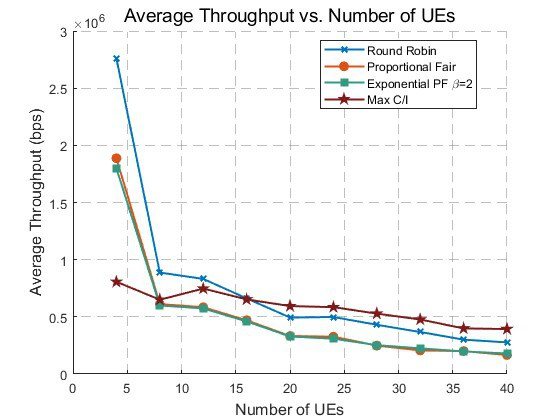 Average Throughput vs. Number of UEs
×10⁶
3
2.5
2
1.5
1
0.5
0
Average Throughput (bps)
Round Robin
Proportional Fair
Exponential PF β=2
Max C/I
0 5 10 15 20 25 30 35 40
Number of UEs